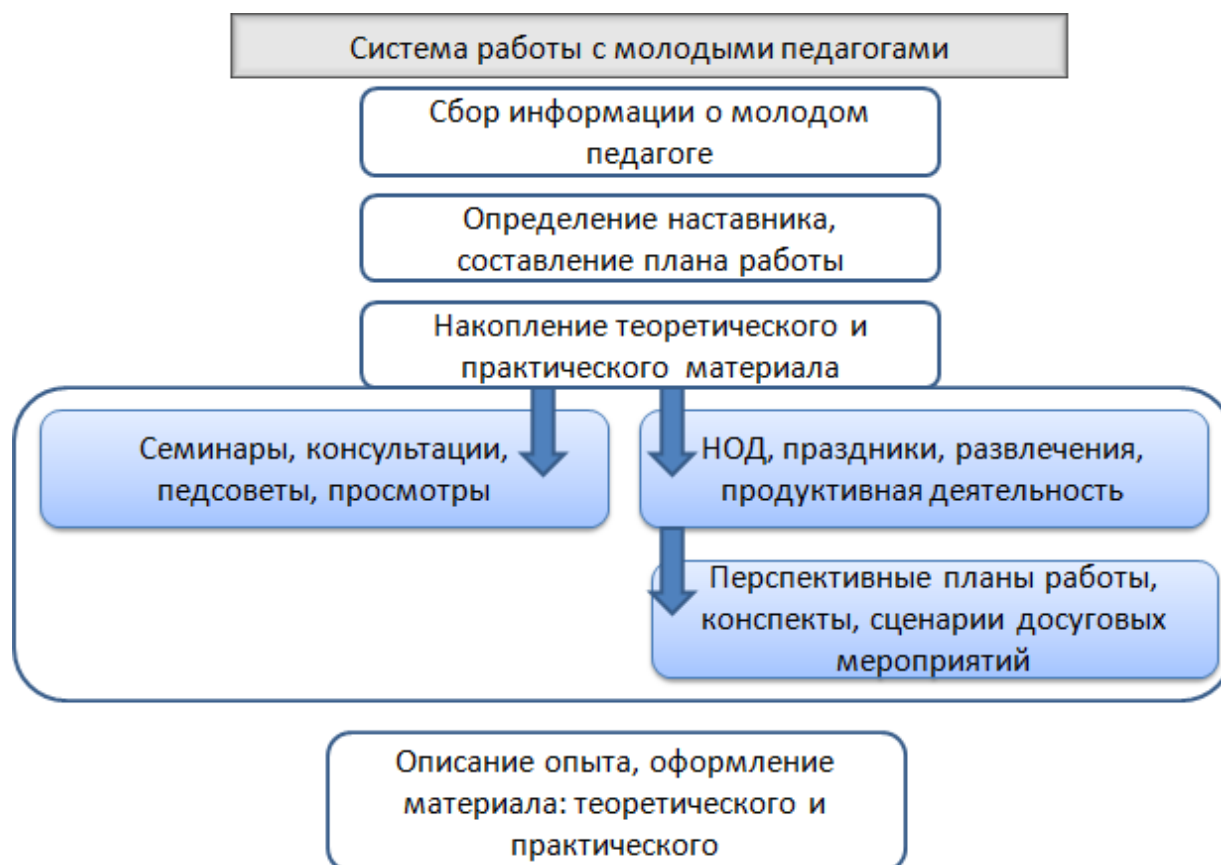 Система работы с молодыми педагогами
Сбор информации о молодом
педагоге
Определение наставника,
составление плана работы
Накопление теоретического и
практического материала
Семинары, консультации,
педсоветы, просмотры
НОД, праздники, развлечения,
продуктивная деятельность
Перспективные планы работы,
конспекты, сценарии досуговых
мероприятий
Описание опыта, оформление
материала: теоретического и
практического